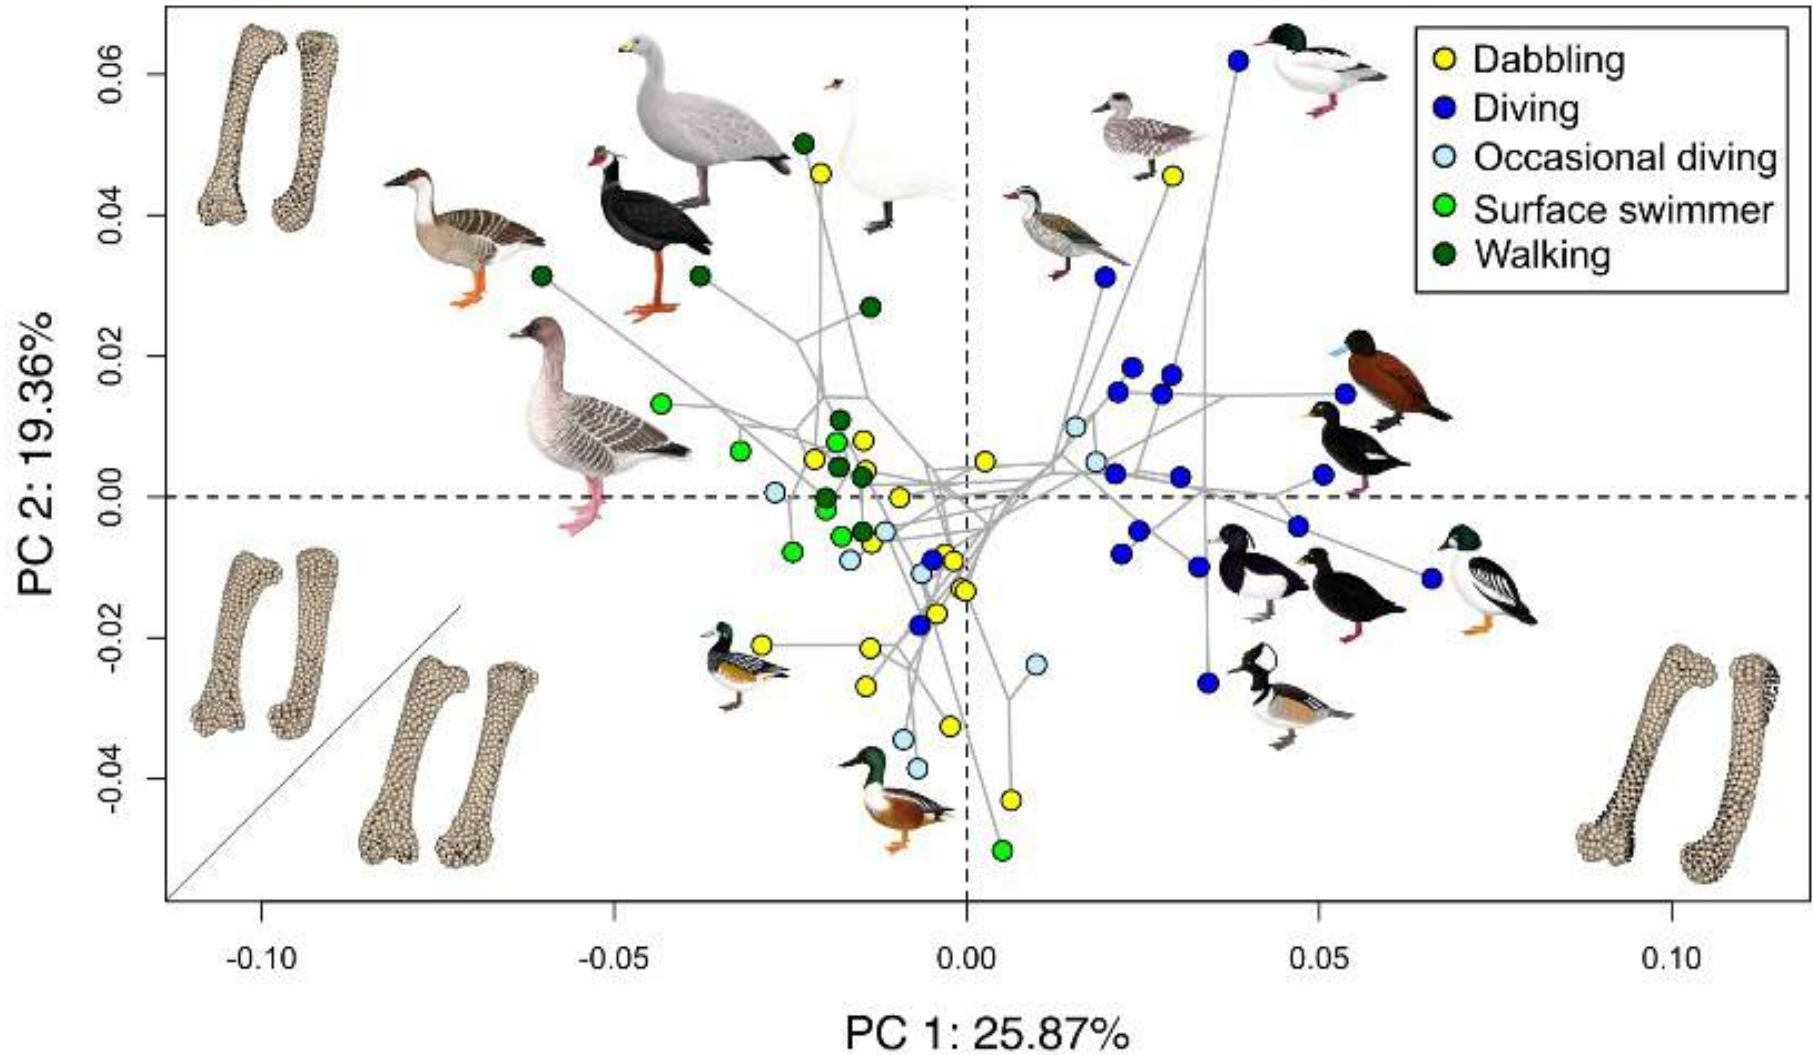 Dabbling
Diving
Occasional diving
Surface swimmer
Walking
PC 2: 19.36%
0.06
0.04
0.02
0.00
-0.02
-0.04
-0.10
-0.05
0.00
0.05
0.10
PC 1: 25.87%